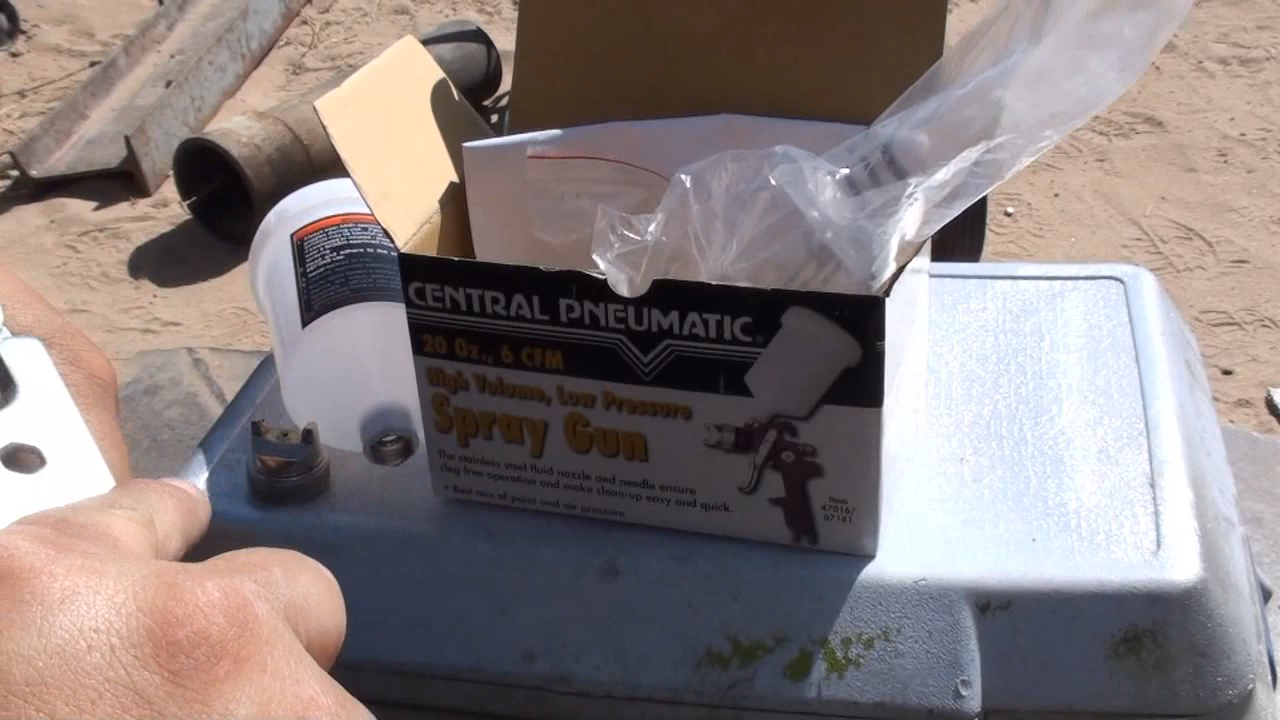 CENTRAL PNEUMATIC®
20 Oz., 6 CFM
High Volume, Low Pressure
Spray Gun
The stainless steel fluid nozzle and needle ensure
clog-free operation and make clean-up easy and quick.
• Best mix of paint and air pressure
Item
47016/
67181